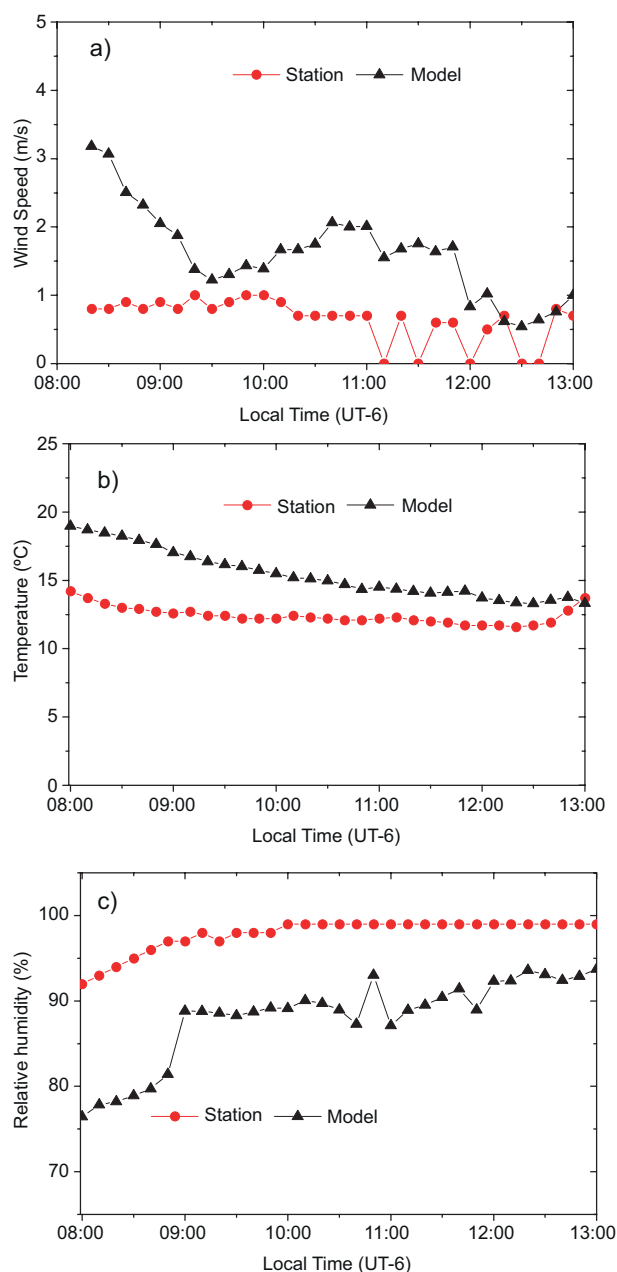 a)
Station Model
Wind Speed (m/s)
5
4
3
2
1
0
08:00 09:00 10:00 11:00 12:00 13:00
Local Time (UT-6)
b)
Station Model
Temperature (ºC)
25
20
15
10
5
0
08:00 09:00 10:00 11:00 12:00 13:00
Local Time (UT-6)
c)
Relative humidity (%)
100
90
80
70
Station Model
08:00 09:00 10:00 11:00 12:00 13:00
Local Time (UT-6)